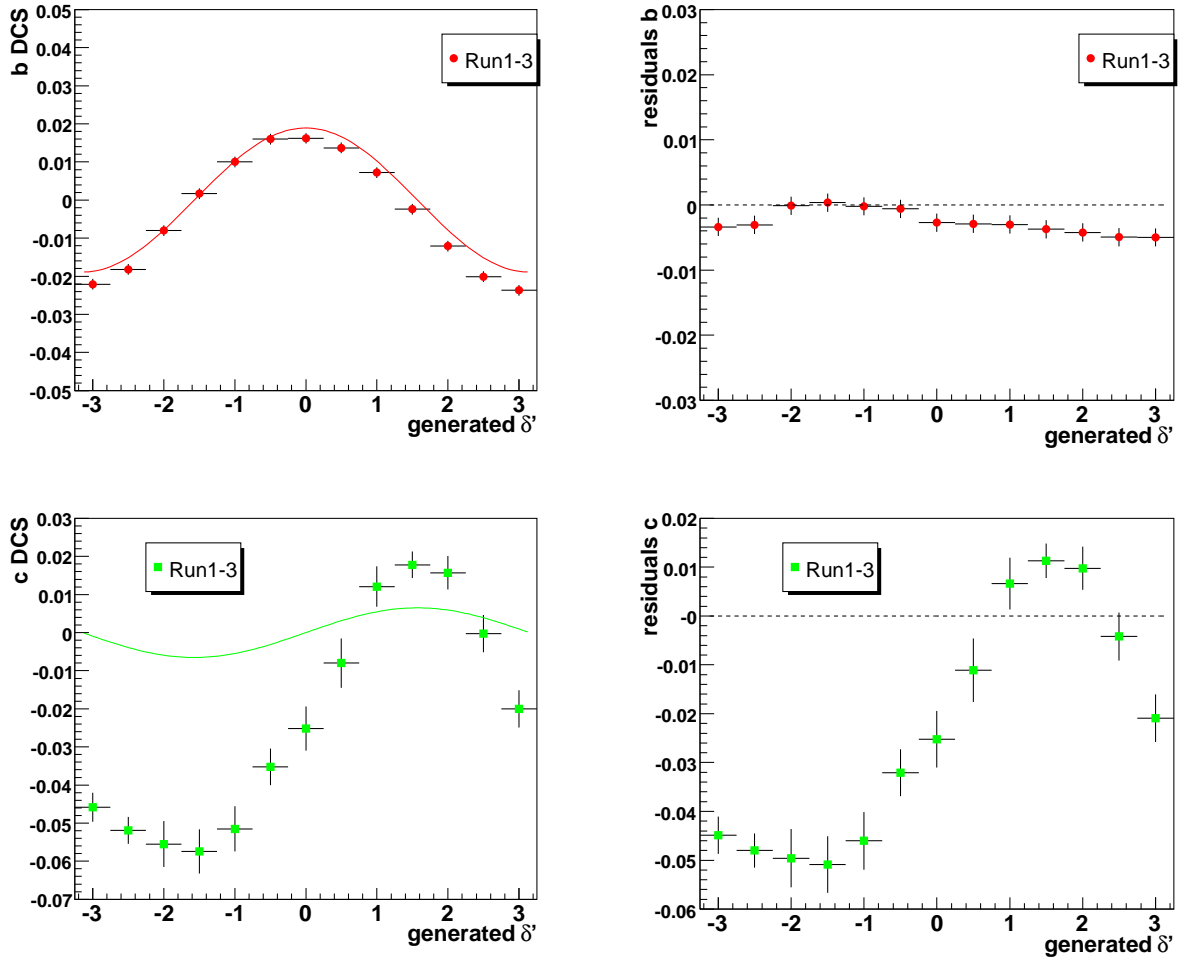 b DCS
0.05
0.04
0.03
0.02
0.01
0
-0.01
-0.02
-0.03
-0.04
-0.05
Run1-3
-3 -2 -1 0 1 2 3
generated δ’
residuals b
0.03
0.02
0.01
0
-0.01
-0.02
-0.03
Run1-3
-3 -2 -1 0 1 2 3
generated δ’
c DCS
0.03
0.02
0.01
0
-0.01
-0.02
-0.03
-0.04
-0.05
-0.06
-0.07
Run1-3
-3 -2 -1 0 1 2 3
generated δ’
residuals c
0.02
0.01
-0
-0.01
-0.02
-0.03
-0.04
-0.05
-0.06
Run1-3
-3 -2 -1 0 1 2 3
generated δ’